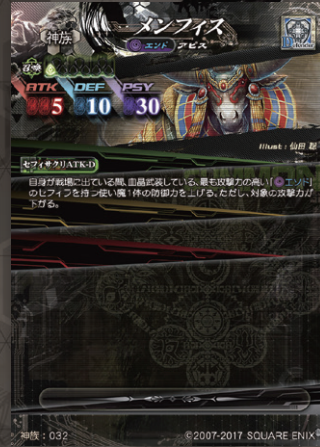 メンフィス
神族
エンド アビス
召喚
ATK DEF PSY
5 10 30
Illust：仙田 聡
セフィサクリATK-D
自身が戦場に出ている間、血晶武装している、最も攻撃力の高い「エンド」
のセフィラを持つ使い魔1体の防御力を上げる。ただし、対象の攻撃力が
下がる。
神族：032
©2007-2017 SQUARE ENIX